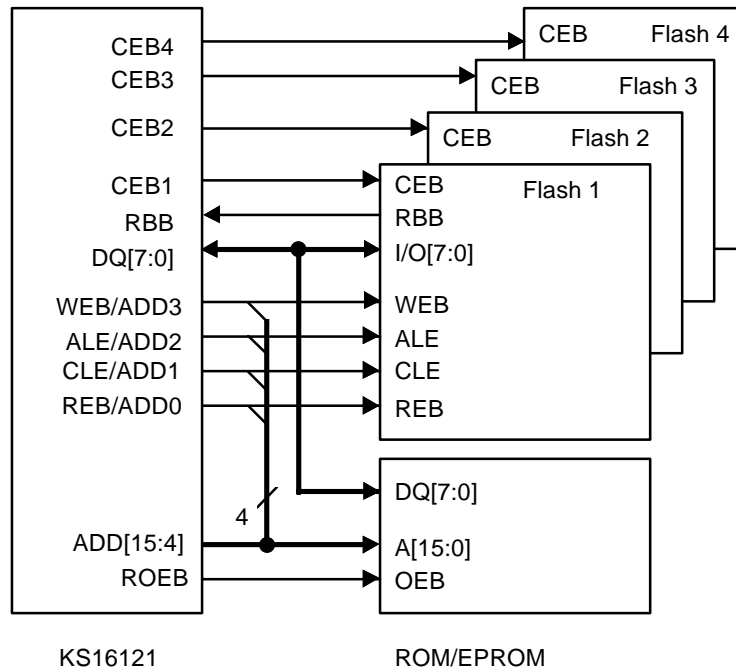 CEB4
CEB Flash 4
CEB3
CEB Flash 3
CEB2
CEB Flash 2
CEB1
CEB Flash 1
RBB
RBB
DQ[7:0]
I/O[7:0]
WEB/ADD3
WEB
ALE/ADD2
ALE
CLE/ADD1
CLE
REB/ADD0
REB
DQ[7:0]
4
ADD[15:4]
A[15:0]
ROEB
OEB
KS16121
ROM/EPROM